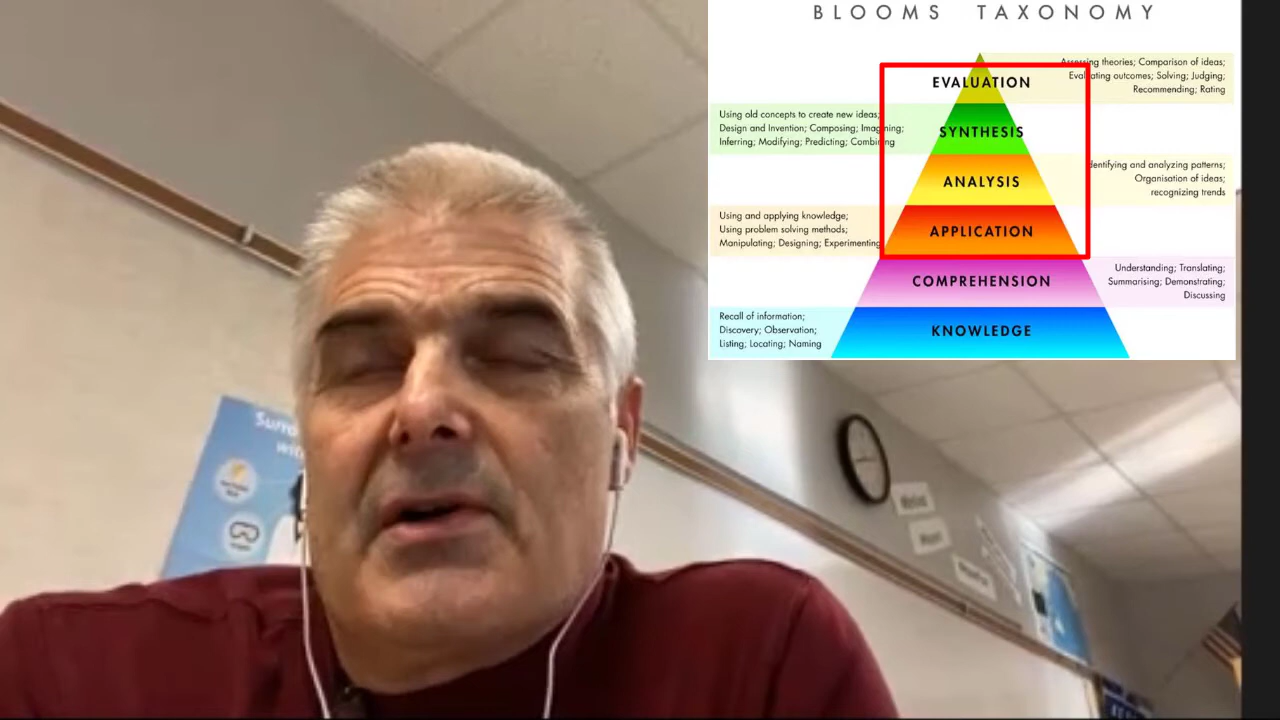 BLOOMS TAXONOMY
EVALUATION
Assessing theories; Comparison of ideas;
Evaluating outcomes; Solving; Judging;
Recommending; Rating
Using old concepts to create new ideas;
Design and Invention; Composing; Imagining;
Inferring; Modifying; Predicting; Combining
SYNTHESIS
ANALYSIS
Identifying and analyzing patterns;
Organisation of ideas;
recognizing trends
Using and applying knowledge;
Using problem solving methods;
Manipulating; Designing; Experimenting
APPLICATION
COMPREHENSION
Understanding; Translating;
Summarising; Demonstrating;
Discussing
Recall of information;
Discovery; Observation;
Listing; Locating; Naming
KNOWLEDGE